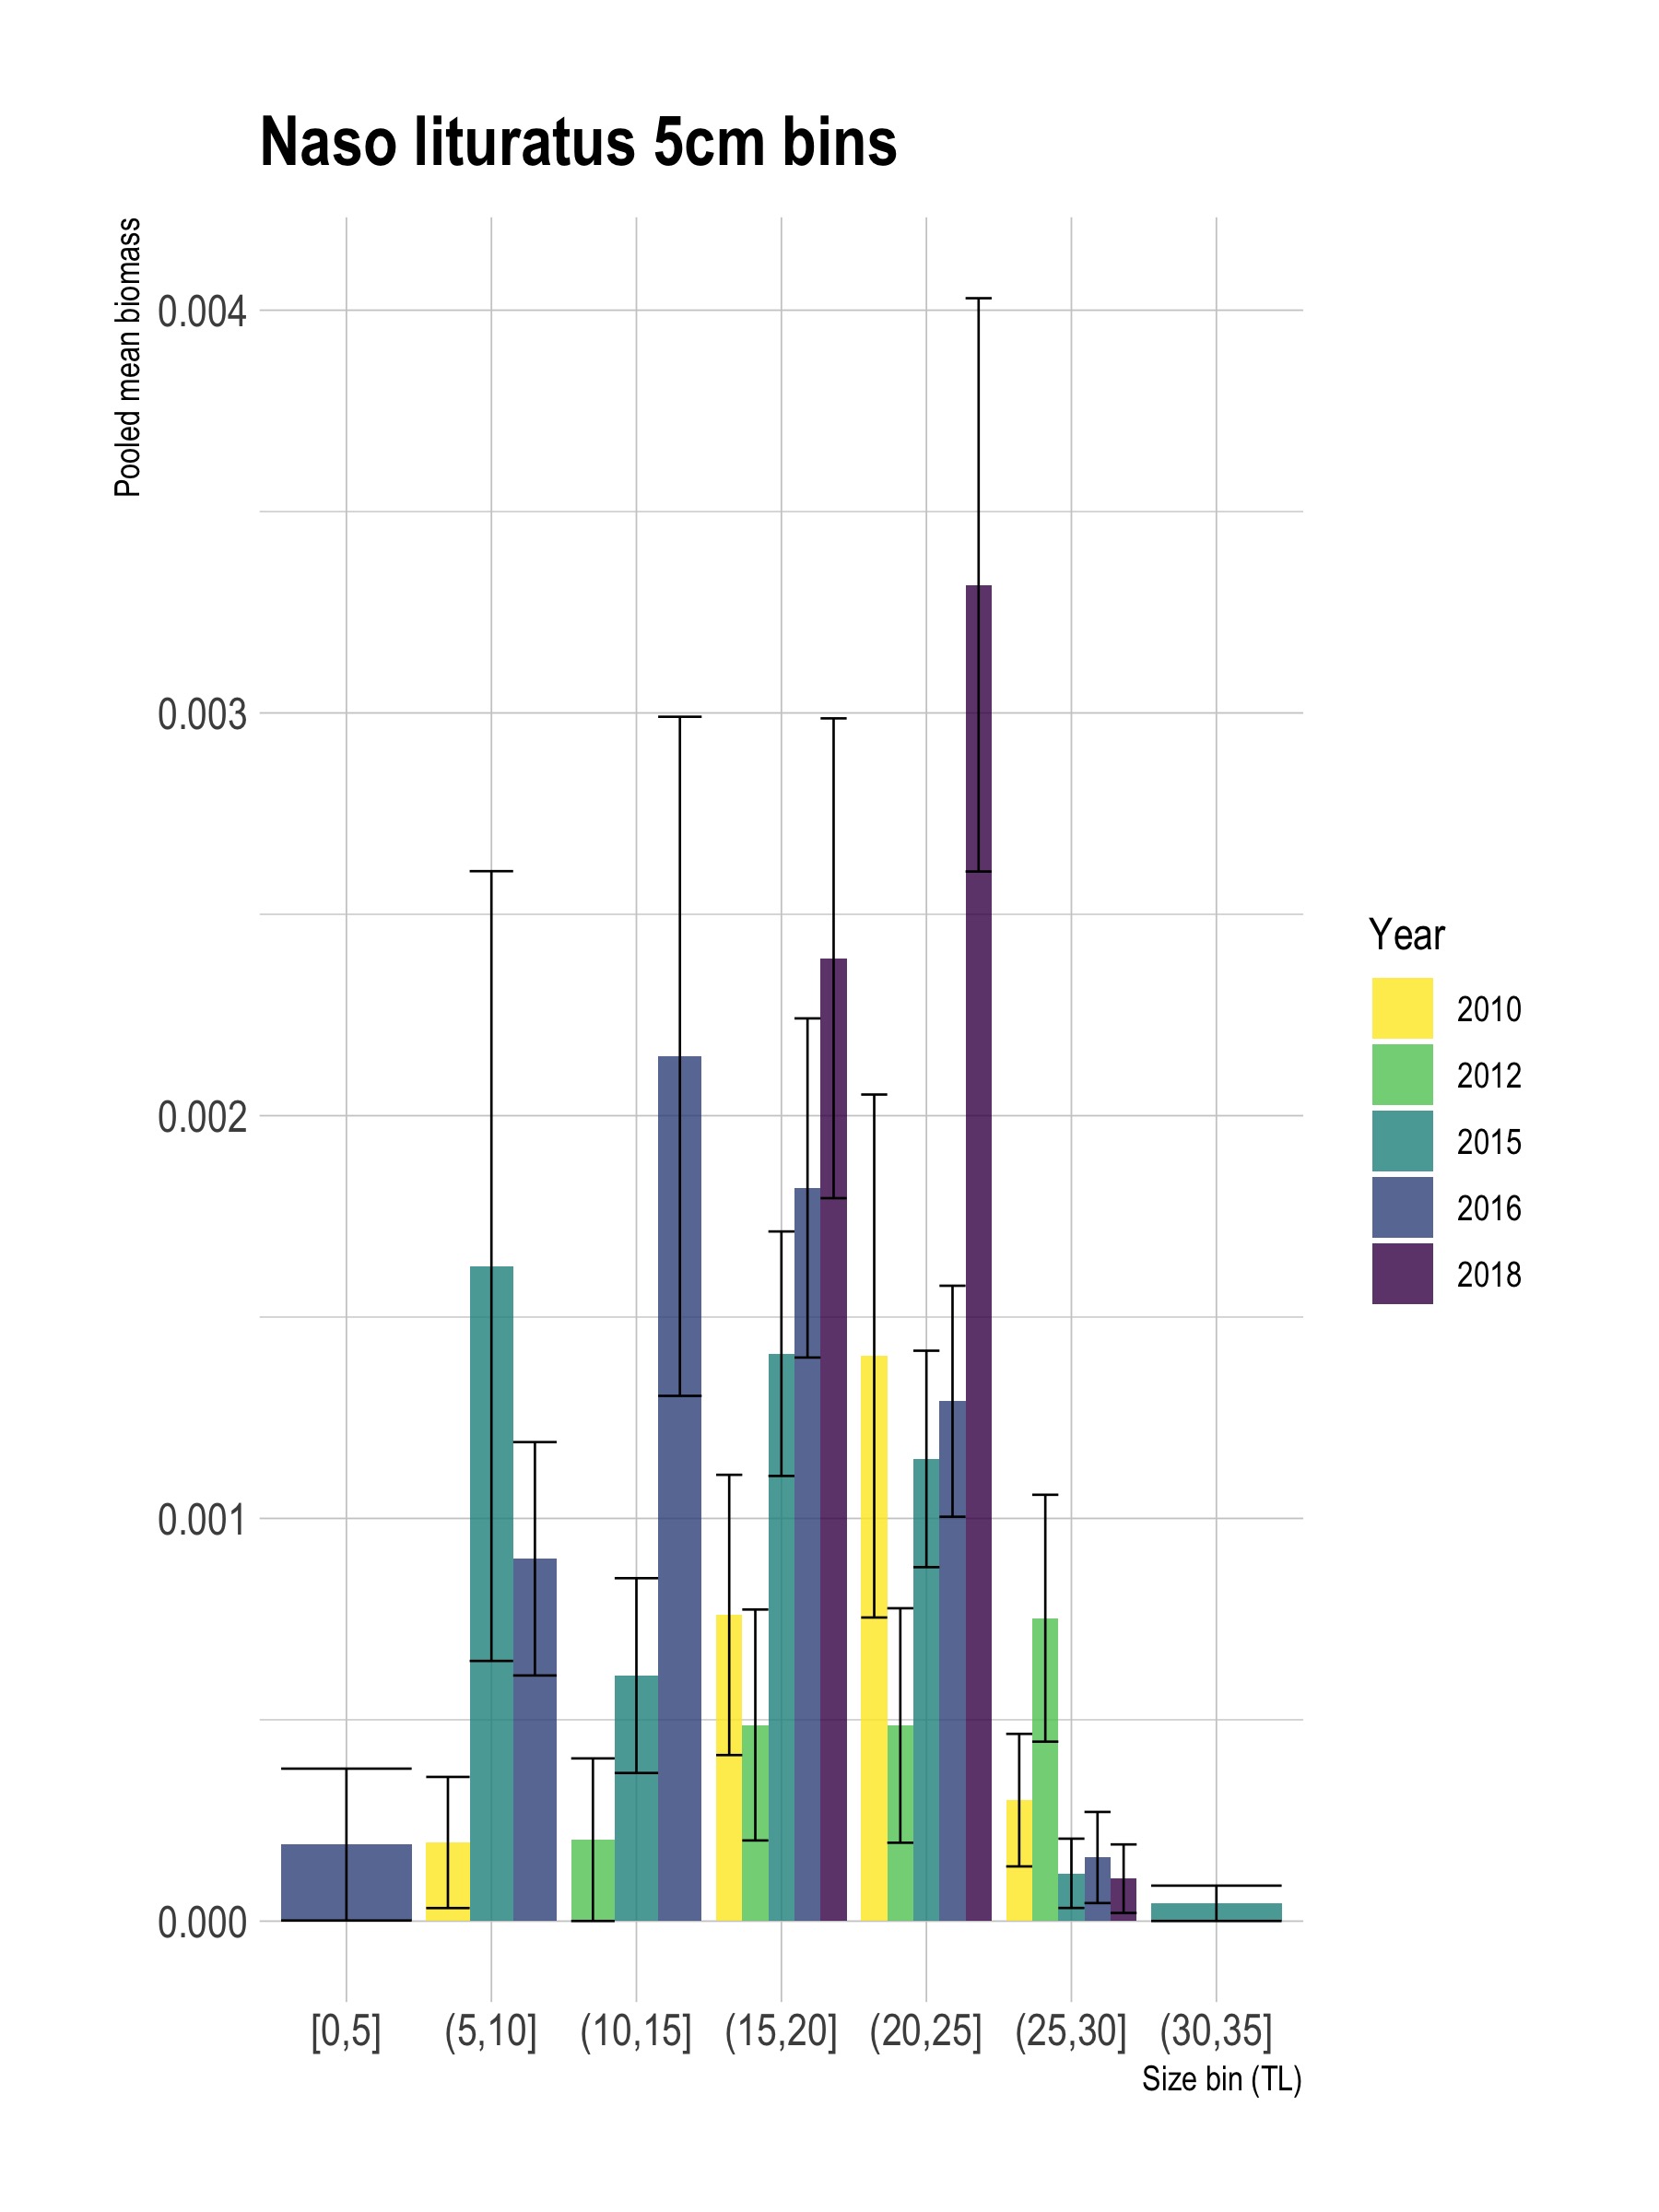 Naso lituratus 5cm bins
Pooled mean biomass
0.004
0.003
0.002
0.001
0.000
[0,5] (5,10] (10,15] (15,20] (20,25] (25,30] (30,35]
Size bin (TL)
Year
2010
2012
2015
2016
2018